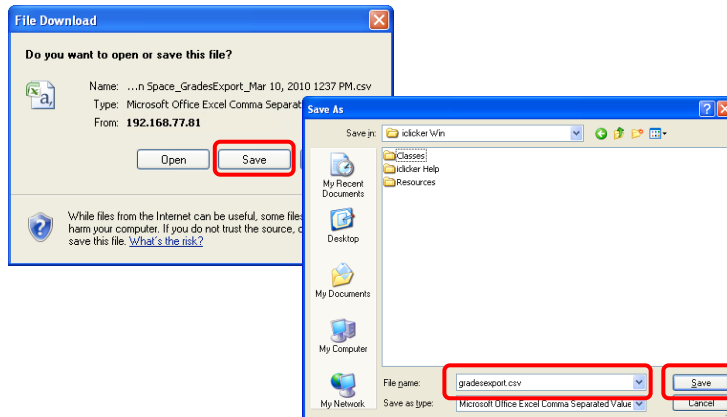 File Download
Do you want to open or save this file?
Name: ...n Space_GradesExport_Mar 10, 2010 1237 PM.csv
Type: Microsoft Office Excel Comma Separat
From: 192.168.77.81
Open
Save
While files from the Internet can be useful, some files
harm your computer. If you do not trust the source,
save this file. What's the risk?
Save As
Save in:
iclicker Win
Classes
iclicker Help
Resources
My Recent
Documents
Desktop
My Documents
My Computer
My Network
File name:
gradesexport.csv
Save
Save as type:
Microsoft Office Excel Comma Separated Value
Cancel